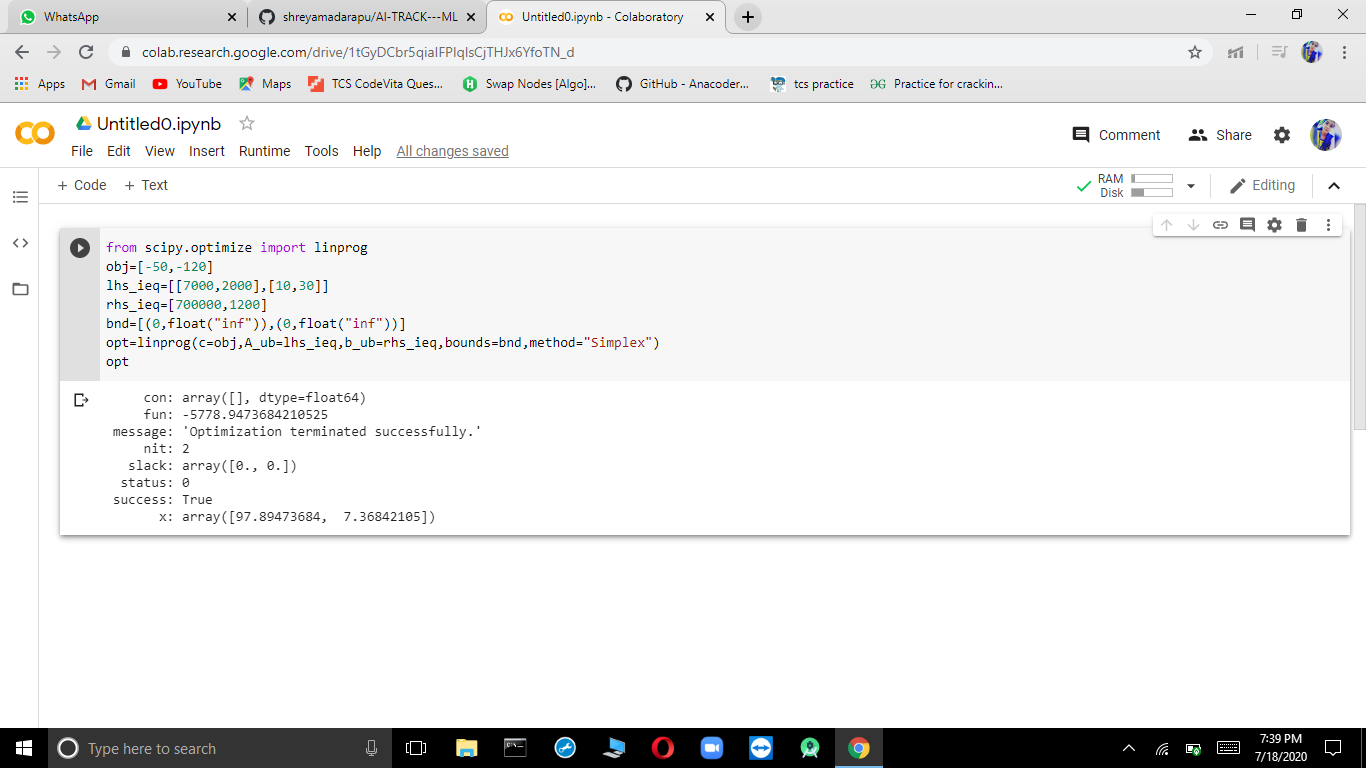 WhatsApp
shreyamadarapu/AI-TRACK---ML
Untitled0.ipynb - Colaboratory
colab.research.google.com/drive/1tGyDCbr5qiaIFPIqIsCjTHJx6YfoTN_d
Apps
Gmail
YouTube
Maps
TCS CodeVita Ques...
Swap Nodes [Algo]...
GitHub - Anacoder...
tcs practice
Practice for crackin...
Untitled0.ipynb
Comment
Share
File Edit View Insert Runtime Tools Help All changes saved
+ Code + Text
RAM
Disk
Editing
from scipy.optimize import linprog
obj=[-50,-120]
lhs_ieq=[[7000,2000],[10,30]]
rhs_ieq=[700000,1200]
bnd=[(0,float("inf")),(0,float("inf"))]
opt=linprog(c=obj,A_ub=lhs_ieq,b_ub=rhs_ieq,bounds=bnd,method="Simplex")
opt
con: array([], dtype=float64)
fun: -5778.9473684210525
message: 'Optimization terminated successfully.'
nit: 2
slack: array([0., 0.])
status: 0
success: True
x: array([97.89473684,  7.36842105])
Type here to search
7:39 PM
7/18/2020